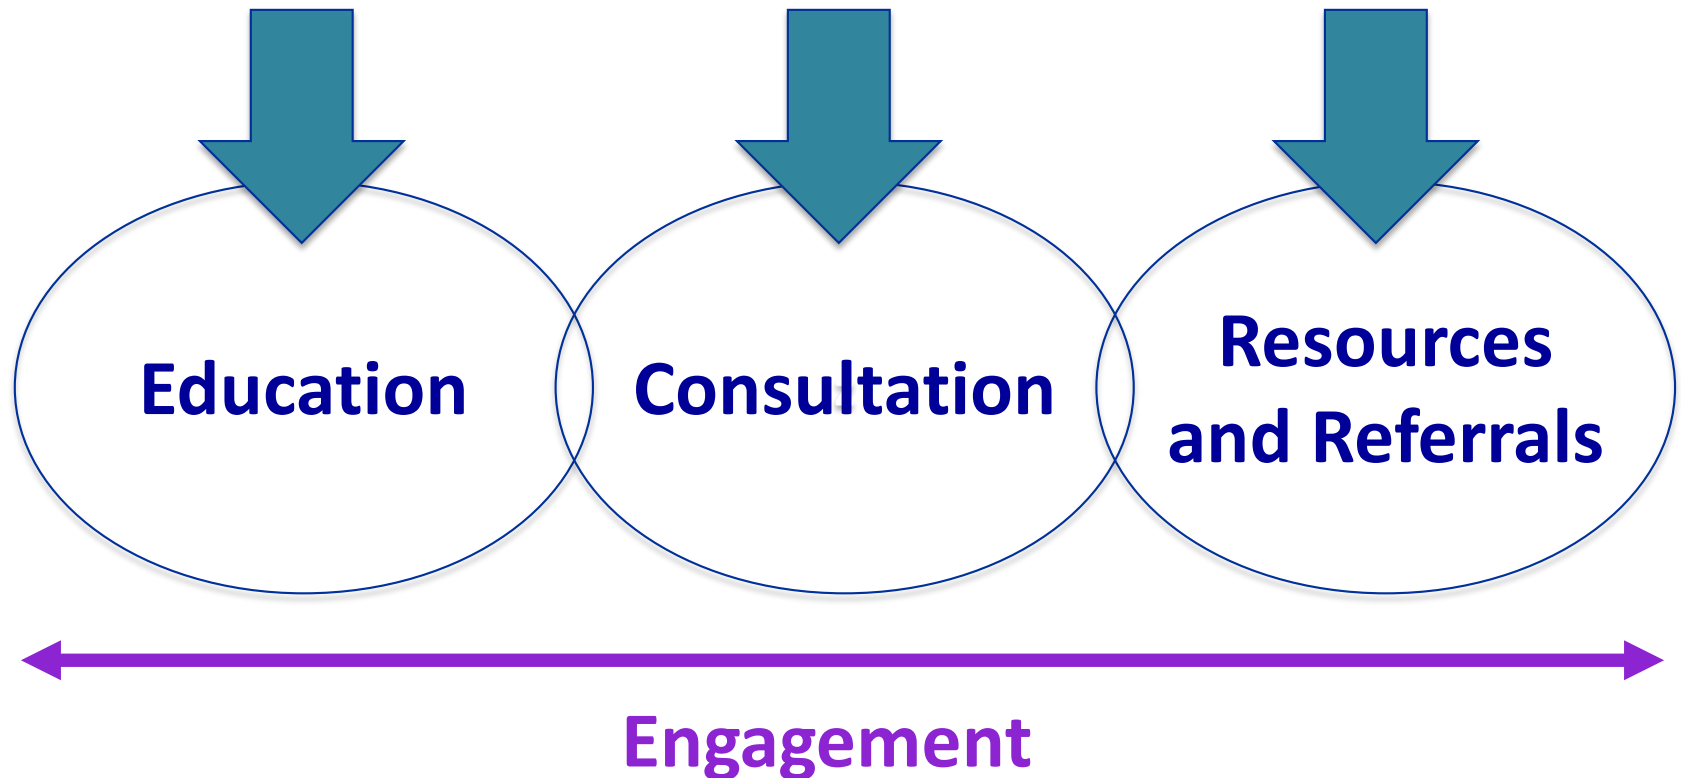 Education
Consultation
Resources
and Referrals
Engagement